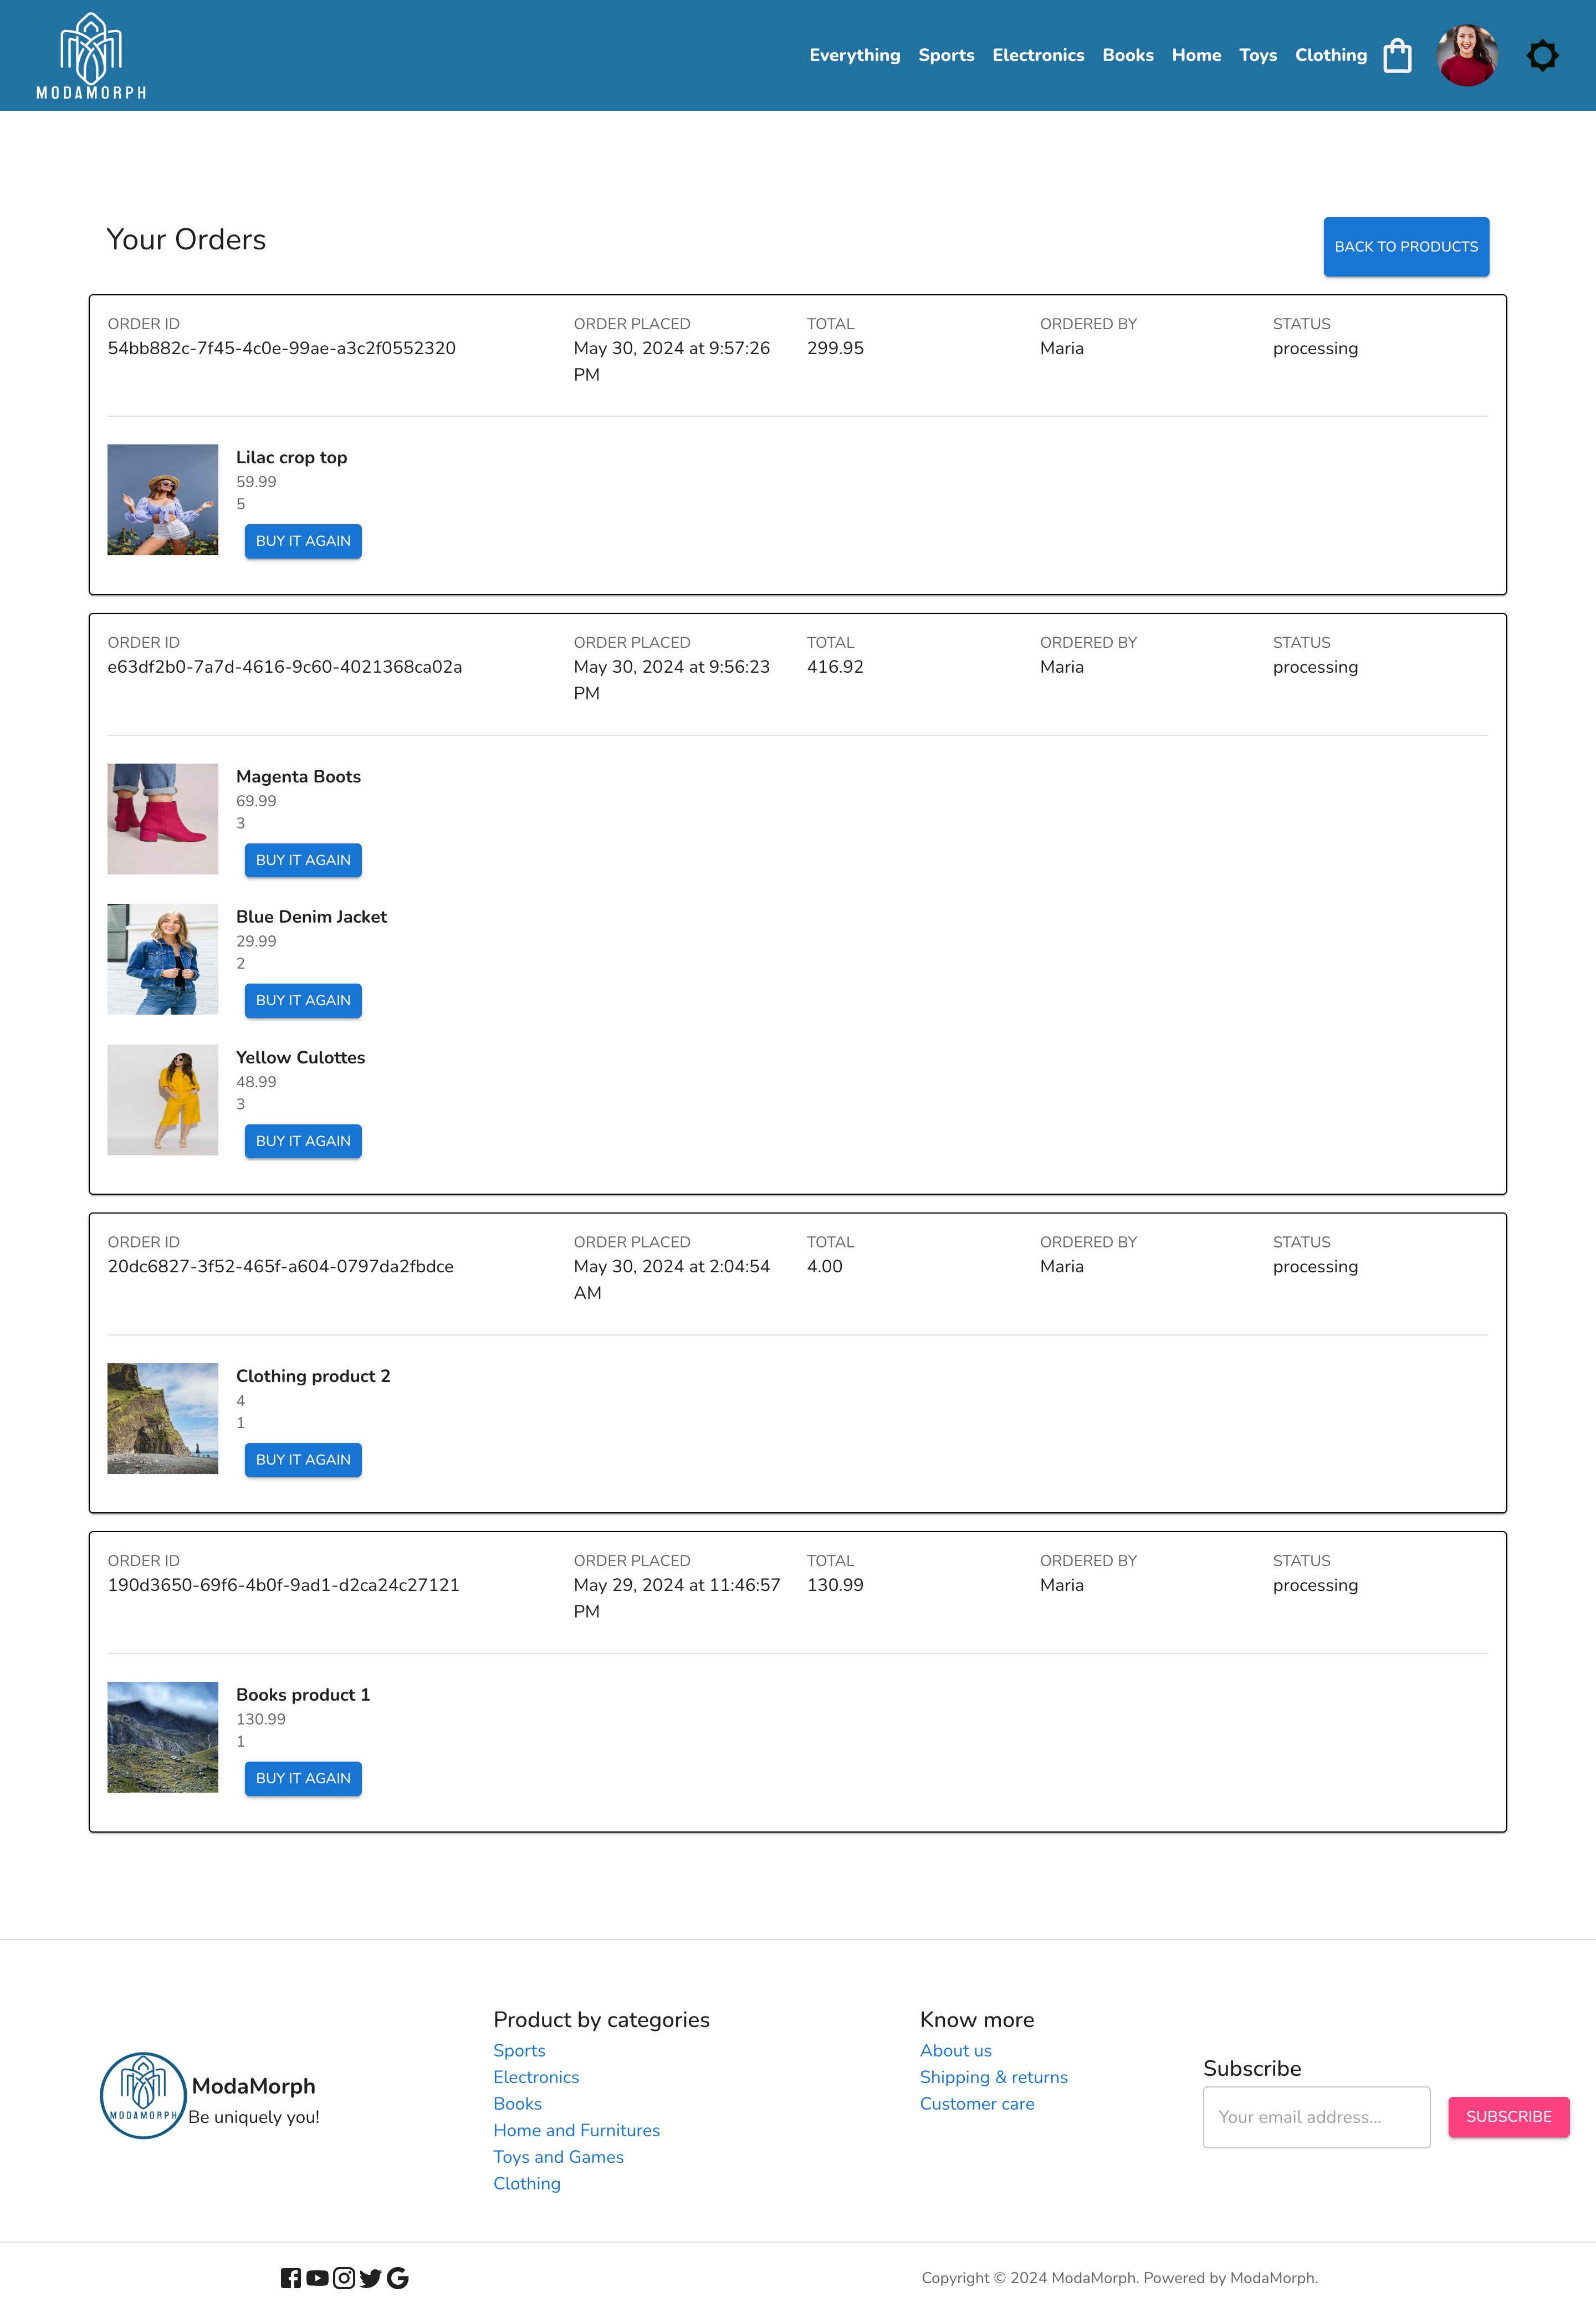 MODAMORPH
Everything Sports Electronics Books Home Toys Clothing
Your Orders
BACK TO PRODUCTS
ORDER ID ORDER PLACED TOTAL ORDERED BY STATUS
54bb882c-7f45-4c0e-99ae-a3c2f0552320 May 30, 2024 at 9:57:26 299.95 Maria processing
PM
Lilac crop top
59.99
5
BUY IT AGAIN
ORDER ID ORDER PLACED TOTAL ORDERED BY STATUS
e63df2b0-7a7d-4616-9c60-4021368ca02a May 30, 2024 at 9:56:23 416.92 Maria processing
PM
Magenta Boots
69.99
3
BUY IT AGAIN
Blue Denim Jacket
29.99
2
BUY IT AGAIN
Yellow Culottes
48.99
3
BUY IT AGAIN
ORDER ID ORDER PLACED TOTAL ORDERED BY STATUS
20dc6827-3f52-465f-a604-0797da2fbdce May 30, 2024 at 2:04:54 4.00 Maria processing
AM
Clothing product 2
4
1
BUY IT AGAIN
ORDER ID ORDER PLACED TOTAL ORDERED BY STATUS
190d3650-69f6-4b0f-9ad1-d2ca24c27121 May 29, 2024 at 11:46:57 130.99 Maria processing
PM
Books product 1
130.99
1
BUY IT AGAIN
MODAMORPH
ModaMorph
Be uniquely you!
Product by categories
Sports
Electronics
Books
Home and Furnitures
Toys and Games
Clothing
Know more
About us
Shipping & returns
Customer care
Subscribe
Your email address...
SUBSCRIBE
Copyright © 2024 ModaMorph. Powered by ModaMorph.